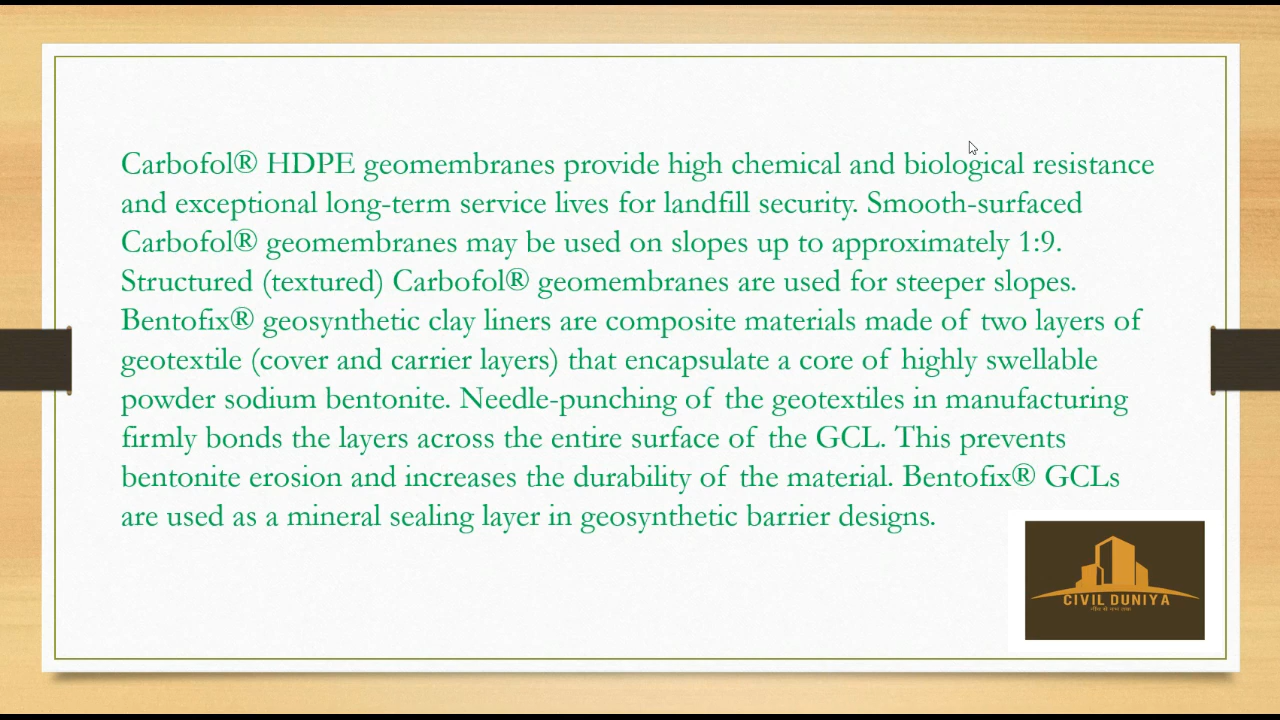 Carbofol® HDPE geomembranes provide high chemical and biological resistance
and exceptional long-term service lives for landfill security. Smooth-surfaced
Carbofol® geomembranes may be used on slopes up to approximately 1:9.
Structured (textured) Carbofol® geomembranes are used for steeper slopes.
Bentofix® geosynthetic clay liners are composite materials made of two layers of
geotextile (cover and carrier layers) that encapsulate a core of highly swellable
powder sodium bentonite. Needle-punching of the geotextiles in manufacturing
firmly bonds the layers across the entire surface of the GCL. This prevents
bentonite erosion and increases the durability of the material. Bentofix® GCLs
are used as a mineral sealing layer in geosynthetic barrier designs.
CIVIL DUNIYA